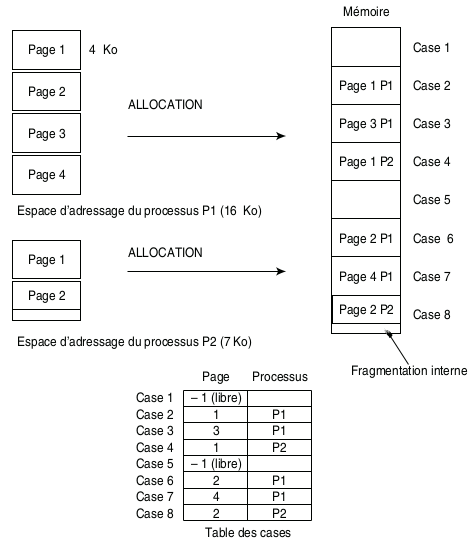 Mémoire
Page 1 4 Ko
Page 2
Page 3
Page 4
ALLOCATION
Espace d'adressage du processus P1 (16 Ko)
Page 1
Page 2
ALLOCATION
Espace d'adressage du processus P2 (7 Ko)
Case 1
Page 1 P1 Case 2
Page 3 P1 Case 3
Page 1 P2 Case 4
Case 5
Page 2 P1 Case 6
Page 4 P1 Case 7
Page 2 P2 Case 8
Fragmentation interne
Page Processus
Case 1 – 1 (libre)
Case 2 1 P1
Case 3 3 P1
Case 4 1 P2
Case 5 – 1 (libre)
Case 6 2 P1
Case 7 4 P1
Case 8 2 P2
Table des cases